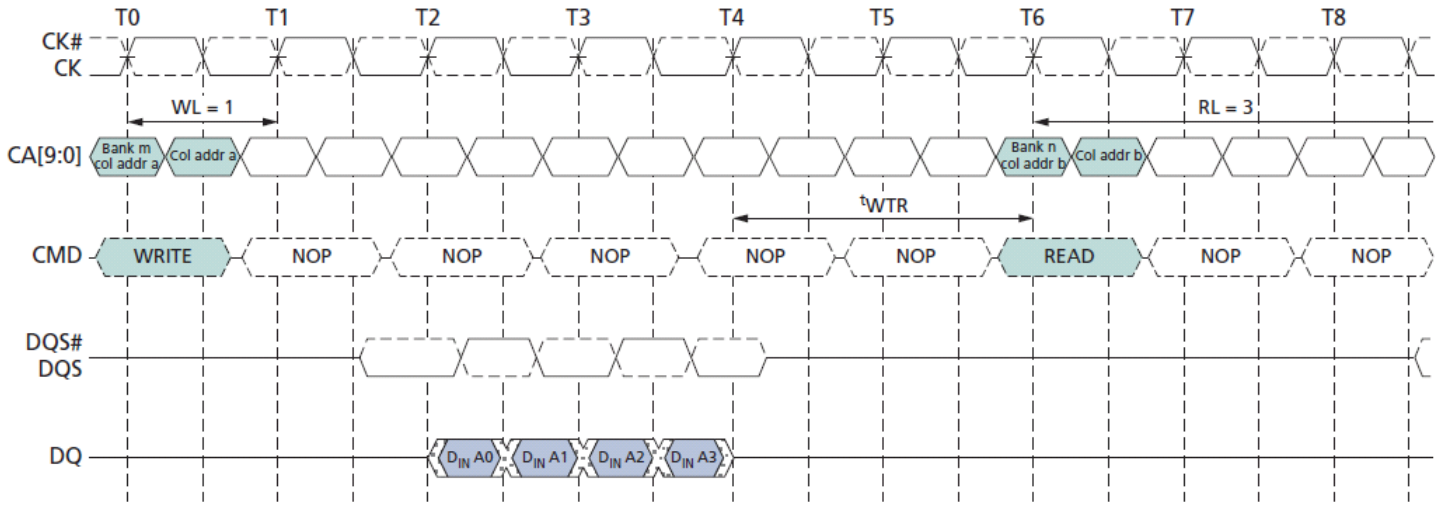 T0 T1 T2 T3 T4 T5 T6 T7 T8
CK#
CK
WL = 1 RL = 3
CA[9:0] Bank m col addr a Col addr a Bank n col addr b Col addr b
tWTR
CMD WRITE NOP NOP NOP NOP NOP READ NOP NOP
DQS#
DQS
DQ DIN A0 DIN A1 DIN A2 DIN A3